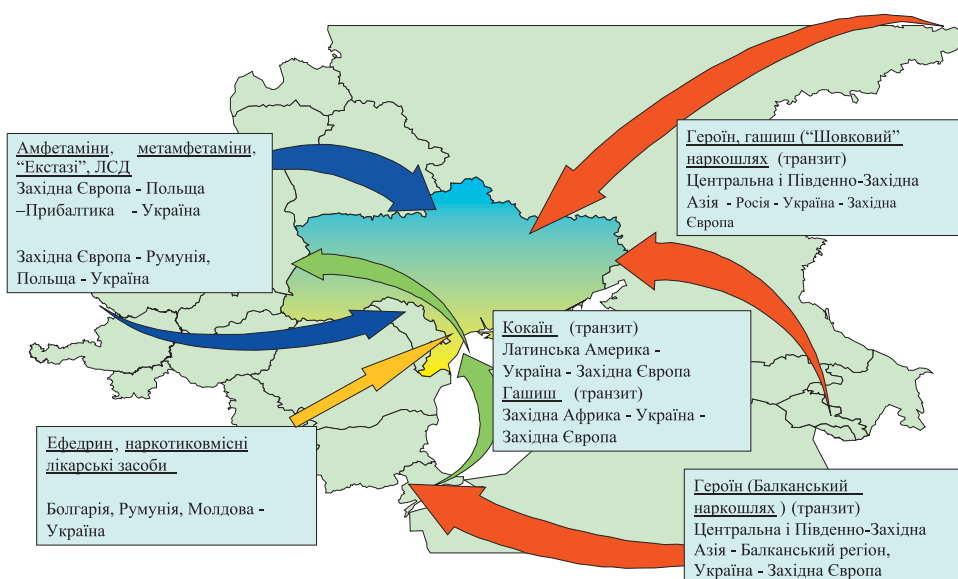 Амфетаміни, метамфетаміни,
“Екстазі”, ЛСД
Західна Європа - Польща
–Прибалтика - Україна
Західна Європа - Румунія,
Польща - Україна
Героїн, гашиш (“Шовковий”
наркошлях (транзит)
Центральна і Південно-Західна
Азія - Росія - Україна - Західна
Європа
Кокаїн (транзит)
Латинська Америка -
Україна - Західна Європа
Гашиш (транзит)
Західна Африка - Україна -
Західна Європа
Ефедрин, наркотиковмісні
лікарські засоби
Болгарія, Румунія, Молдова -
Україна
Героїн (Балканський
наркошлях ) (транзит)
Центральна і Південно-Західна
Азія - Балканський регіон,
Україна - Західна Європа